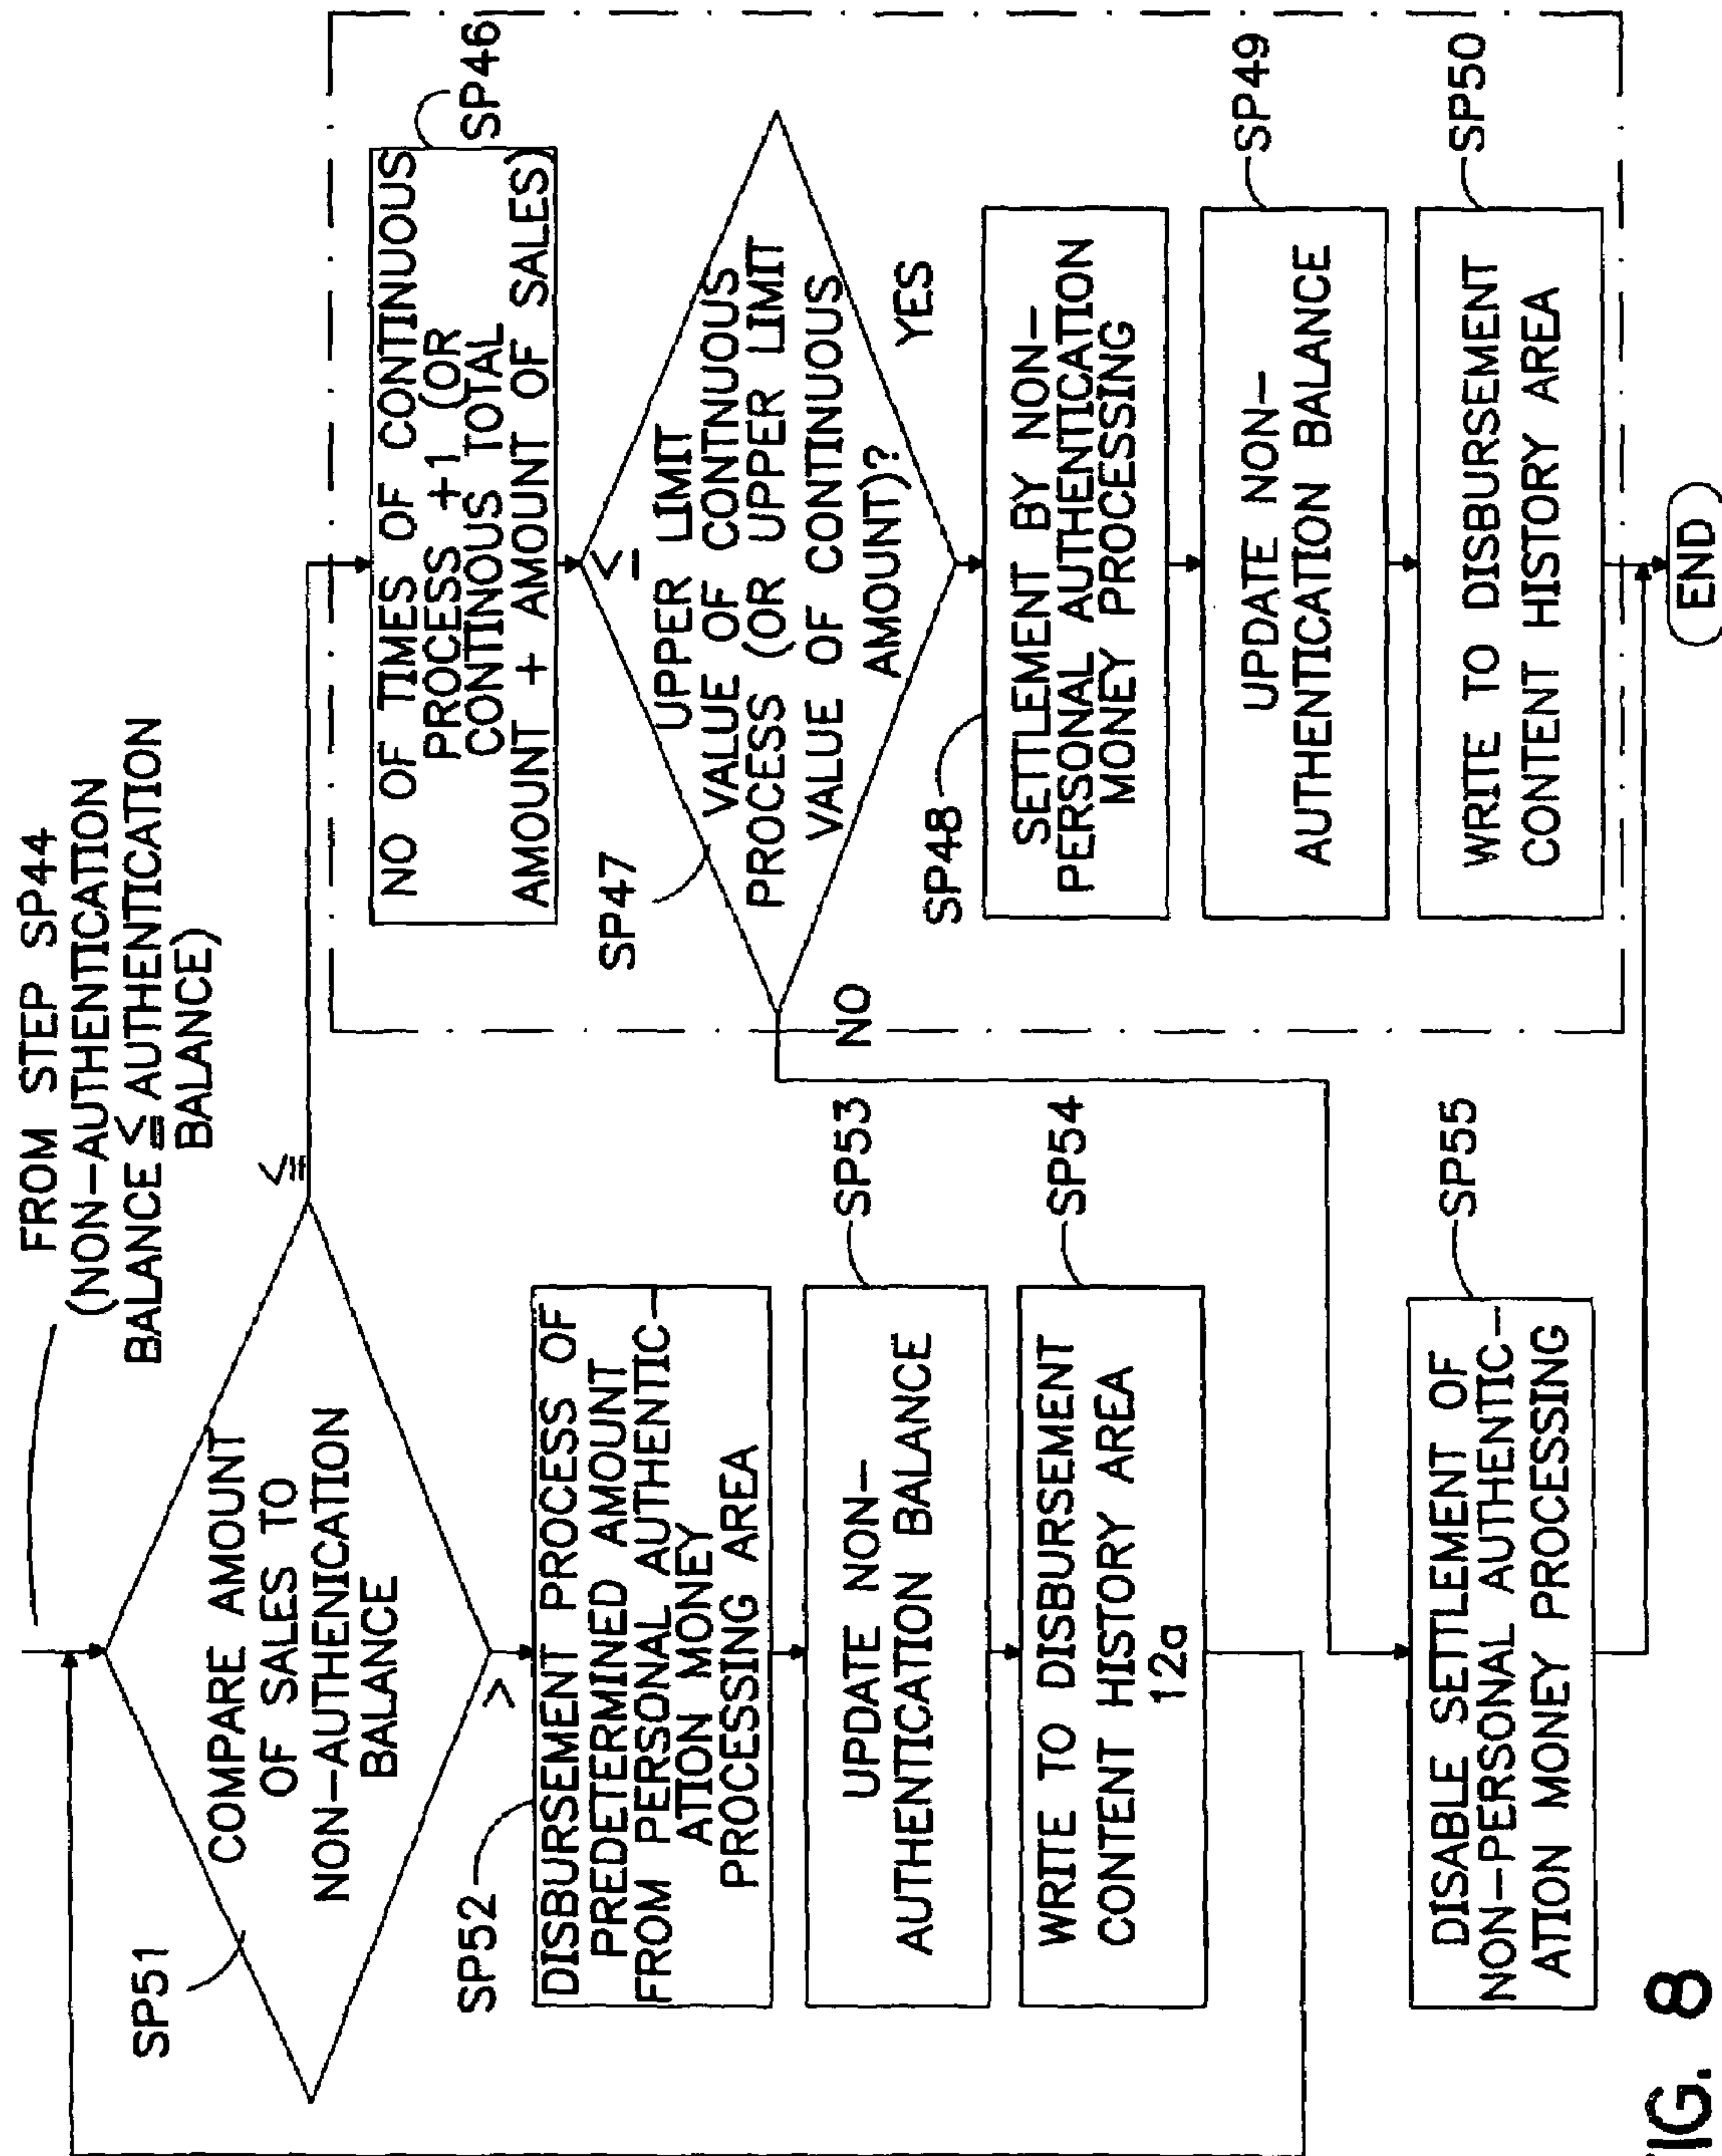 FROM STEP SP44
(NON-AUTHENTICATION
BALANCE ≦ AUTHENTICATION
BALANCE)
SP51
COMPARE AMOUNT
OF SALES TO
NON-AUTHENICATION
BALANCE
≦
>
SP52
DISBURSEMENT PROCESS OF
PREDETERMINED AMOUNT
FROM PERSONAL AUTHENTIC-
ATION MONEY
PROCESSING AREA
SP53
UPDATE NON-
AUTHENTICATION BALANCE
SP54
WRITE TO DISBURSEMENT
CONTENT HISTORY AREA
12a
SP55
DISABLE SETTLEMENT OF
NON-PERSONAL AUTHENTIC-
ATION MONEY PROCESSING
SP46
NO OF TIMES OF CONTINUOUS
PROCESS +1 (OR
CONTINOUS TOTAL
AMOUNT + AMOUNT OF SALES)
SP47
≤
UPPER LIMIT
VALUE OF CONTINUOUS
PROCESS (OR UPPER LIMIT
VALUE OF CONTINUOUS
AMOUNT)?
NO
YES
SP48
SETTLEMENT BY NON-
PERSONAL AUTHENTICATION
MONEY PROCESSING
SP49
UPDATE NON-
AUTHENTICATION BALANCE
SP50
WRITE TO DISBURSEMENT
CONTENT HISTORY AREA
END
IG. 8